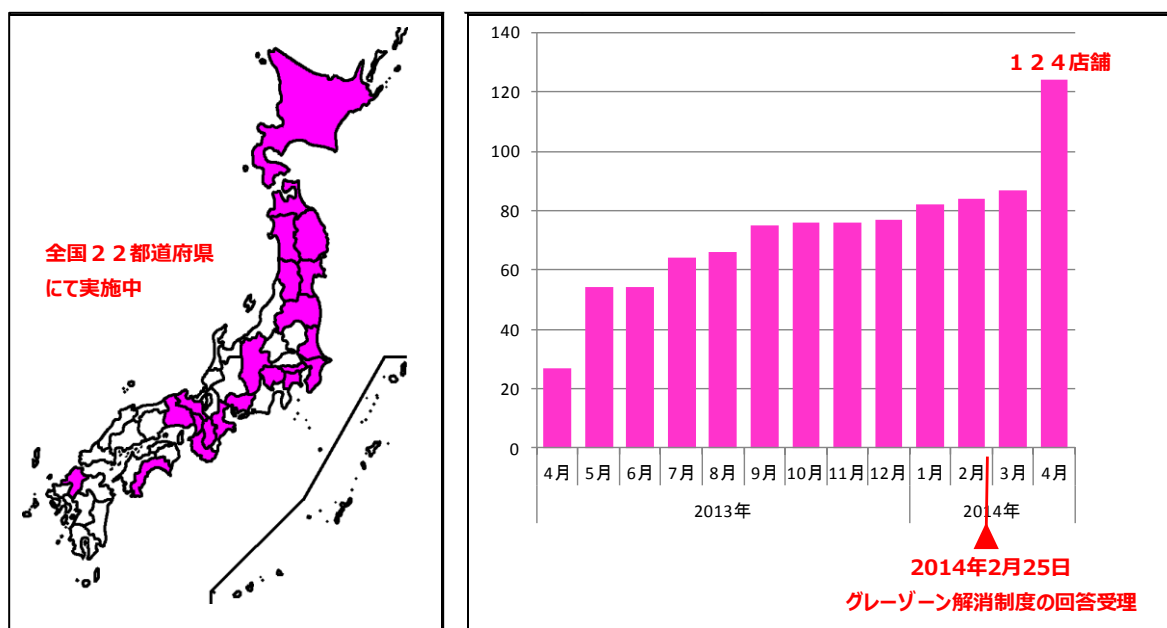 全国２２都道府県
にて実施中
140
120
100
80
60
40
20
0
１２４店舗
4月 5月 6月 7月 8月 9月 10月 11月 12月 1月 2月 3月 4月
2013年 2014年
2014年2月25日
グレーゾーン解消制度の回答受理